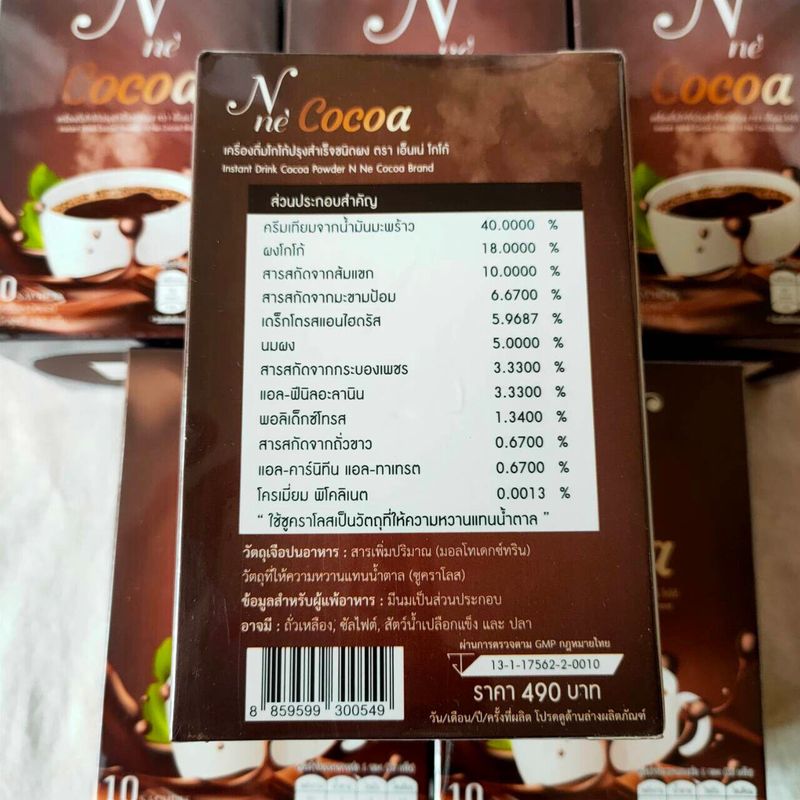 N
nè Cocoa
N
nè Cocoa
N
nè Cocoa
เครื่องดื่มโกโก้ปรุงสำเร็จชนิดผง ตรา เอ็นเน่ โกโก้
Instant Drink Cocoa Powder N Ne Cocoa Brand
ส่วนประกอบสำคัญ
ครีมเทียมจากน้ำมันมะพร้าว 40.0000 %
ผงโกโก้ 18.0000 %
สารสกัดจากส้มแขก 10.0000 %
สารสกัดจากมะขามป้อม 6.6700 %
เดร็กโตรสแอนไฮดรัส 5.9687 %
นมผง 5.0000 %
สารสกัดจากกระบองเพชร 3.3300 %
แอล-ฟีนิลอะลานิน 3.3300 %
พอลิเด็กซ์โทรส 1.3400 %
สารสกัดจากถั่วขาว 0.6700 %
แอล-คาร์นิทีน แอล-ทาเทรต 0.6700 %
โครเมี่ยม พิโคลิเนต 0.0013 %
“ ใช้ซูคราโลสเป็นวัตถุที่ให้ความหวานแทนน้ำตาล ”
วัตถุเจือปนอาหาร : สารเพิ่มปริมาณ (มอลโทเดกซ์ทริน)
วัตถุที่ให้ความหวานแทนน้ำตาล (ซูคราโลส)
ข้อมูลสำหรับผู้แพ้อาหาร : มีนมเป็นส่วนประกอบ
อาจมี : ถั่วเหลือง, ซัลไฟต์, สัตว์น้ำเปลือกแข็ง และ ปลา
ผ่านการตรวจตาม GMP กฎหมายไทย
13-1-17562-2-0010
ราคา 490 บาท
วัน/เดือน/ปี/ครั้งที่ผลิต โปรดดูด้านล่างผลิตภัณฑ์
8 859599 300549
10
10